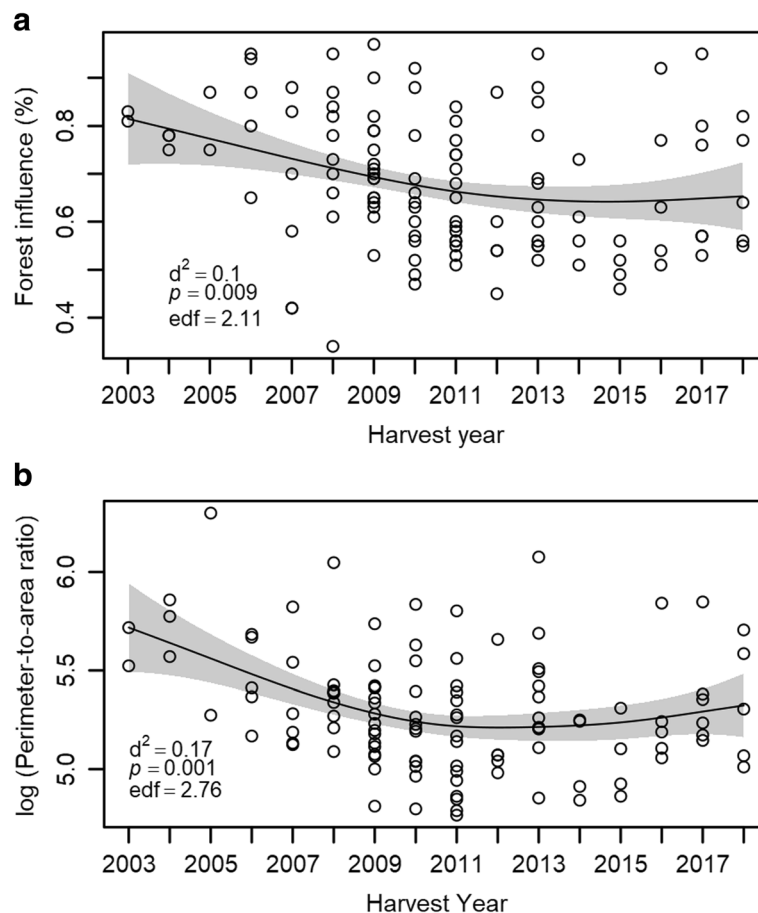 a
Forest influence (%)
0.8
0.6
0.4
d² = 0.1
p = 0.009
edf = 2.11
2003 2005 2007 2009 2011 2013 2015 2017
Harvest year
b
log (Perimeter-to-area ratio)
6.0
5.5
5.0
d² = 0.17
p = 0.001
edf = 2.76
2003 2005 2007 2009 2011 2013 2015 2017
Harvest Year